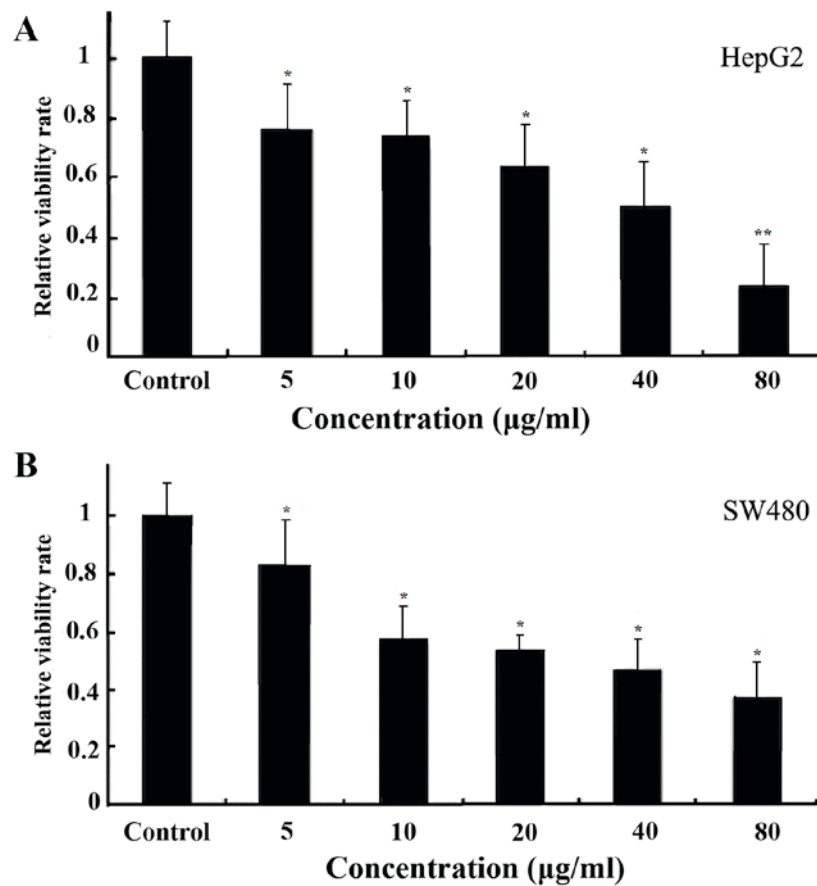 A
HepG2
Relative viability rate
1
0.8
0.6
0.4
0.2
0
*
*
*
*
**
Control 5 10 20 40 80
Concentration (μg/ml)
B
SW480
Relative viability rate
1
0.8
0.6
0.4
0.2
0
*
*
*
*
*
Control 5 10 20 40 80
Concentration (μg/ml)